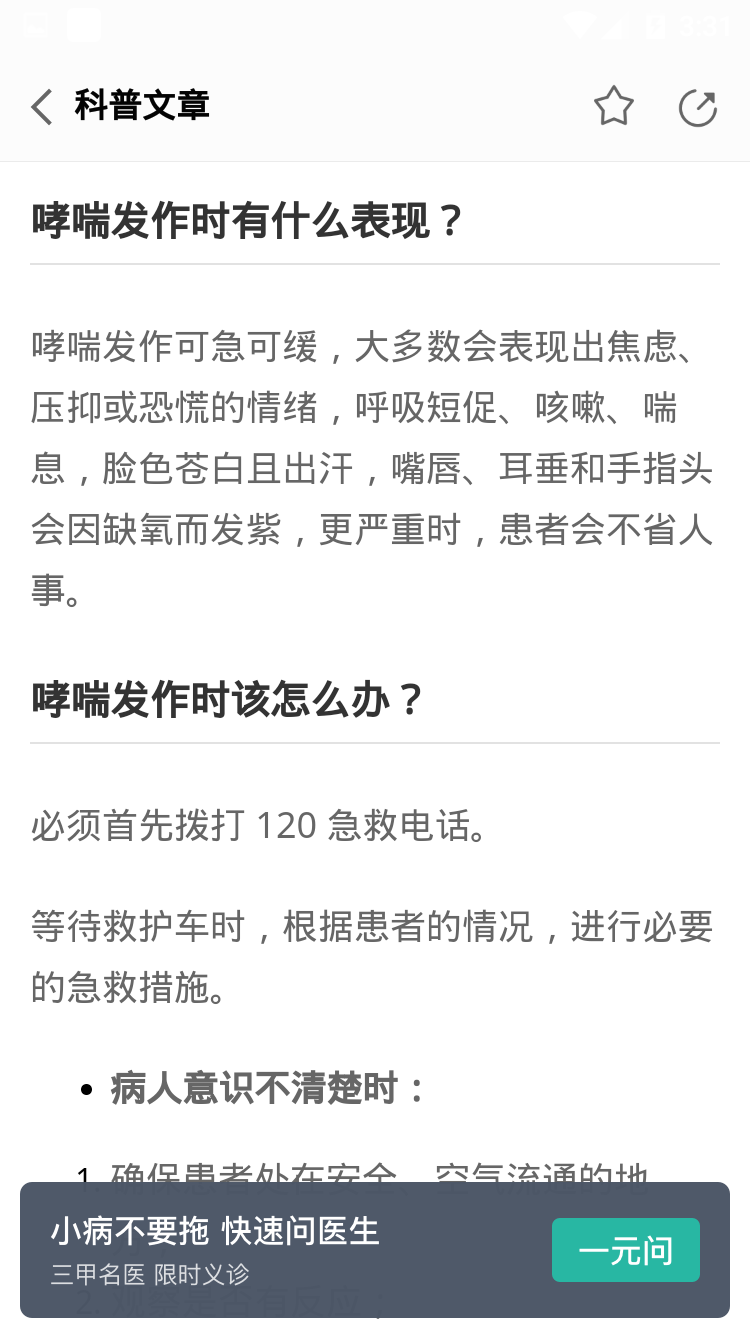 3:31
科普文章
哮喘发作时有什么表现？
哮喘发作可急可缓，大多数会表现出焦虑、
压抑或恐慌的情绪，呼吸短促、咳嗽、喘
息，脸色苍白且出汗，嘴唇、耳垂和手指头
会因缺氧而发紫，更严重时，患者会不省人
事。
哮喘发作时该怎么办？
必须首先拨打 120 急救电话。
等待救护车时，根据患者的情况，进行必要
的急救措施。
• 病人意识不清楚时：
1. 确保患者处在安全、空气流通的地
小病不要拖 快速问医生
三甲名医 限时义诊
一元问
2. 观察是否有反应；